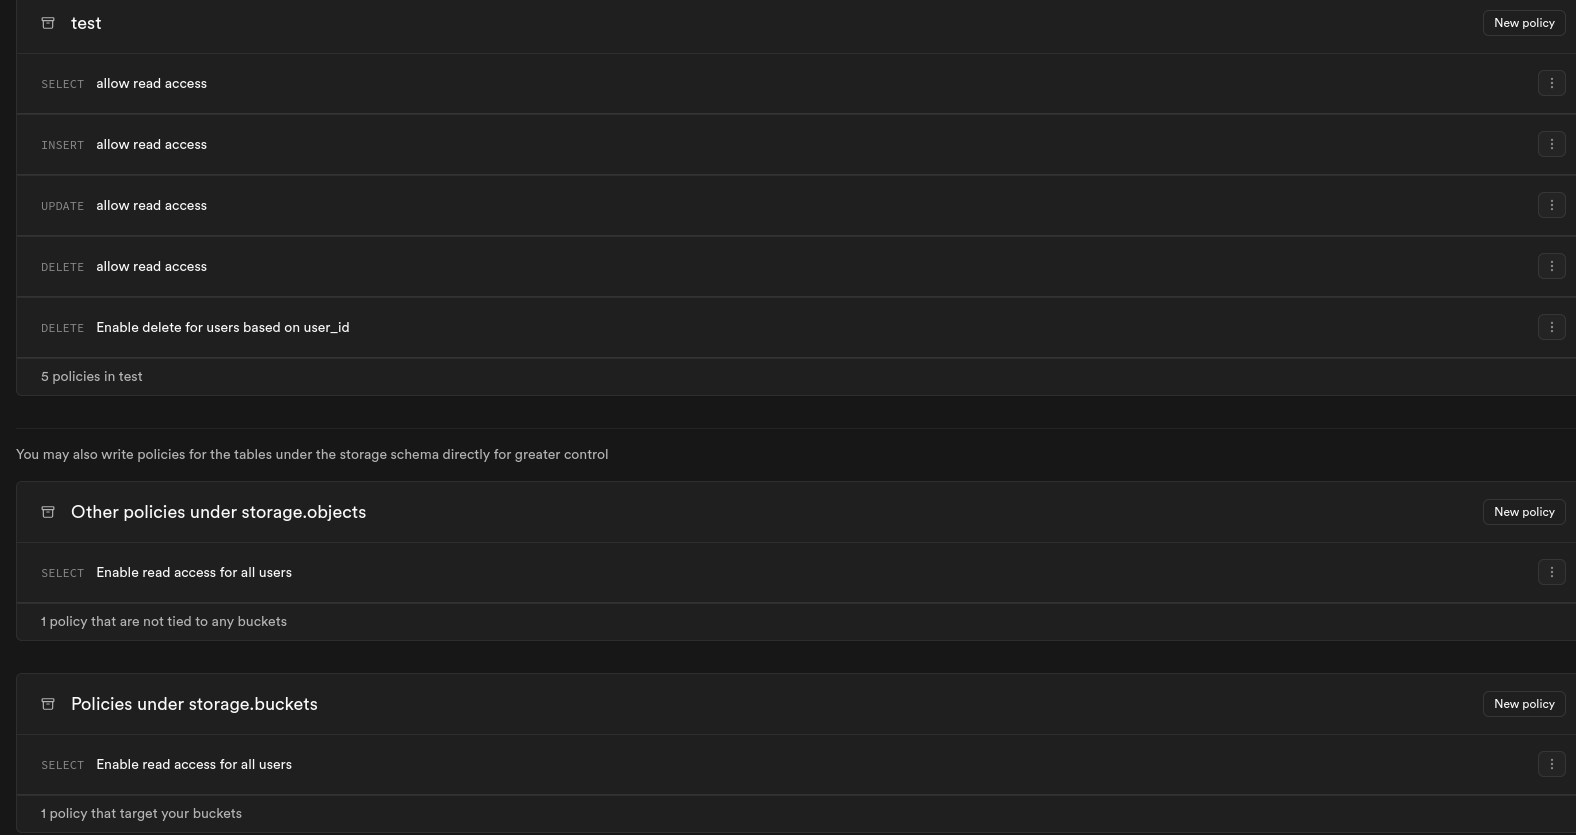 test
New policy
SELECT allow read access
INSERT allow read access
UPDATE allow read access
DELETE allow read access
DELETE Enable delete for users based on user_id
5 policies in test
You may also write policies for the tables under the storage schema directly for greater control
Other policies under storage.objects
New policy
SELECT Enable read access for all users
1 policy that are not tied to any buckets
Policies under storage.buckets
New policy
SELECT Enable read access for all users
1 policy that target your buckets